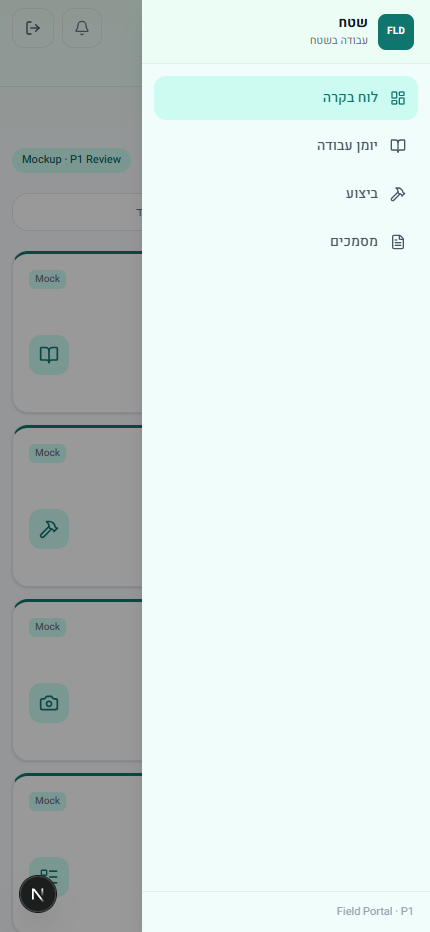 FLD
שטח
עבודה בשטח
לוח בקרה
יומן עבודה
ביצוע
מסמכים
Field Portal · P1
Mockup · P1 Review
Mock
Mock
Mock
Mock
N